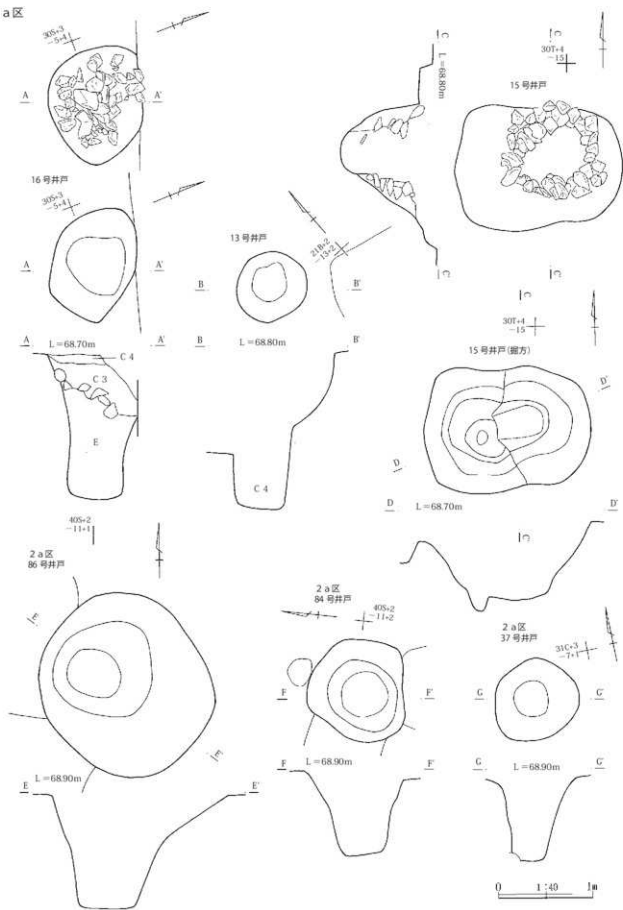 a区
30S+3
-5+4
A
A'
16号井戸
30S+3
-5+4
A
A'
A
L=68.70m
A'
C 4
C 3
E
13号井戸
21B+2
-13+2
B
B'
B
L=68.80m
B'
C 4
C
L=68.80m
C'
C
C'
30T+4
-15
15号井戸
C
C'
30T+4
-15
15号井戸(掘方)
D
D'
D
L=68.70m
D'
2a区
86号井戸
40S+2
-11+1
E
E'
L=68.90m
E
E'
2a区
84号井戸
40S+2
-11+2
F
F'
L=68.90m
F
F'
2a区
37号井戸
31C+3
-7+1
G
G'
L=68.90m
G
G'
0
1:40
1m